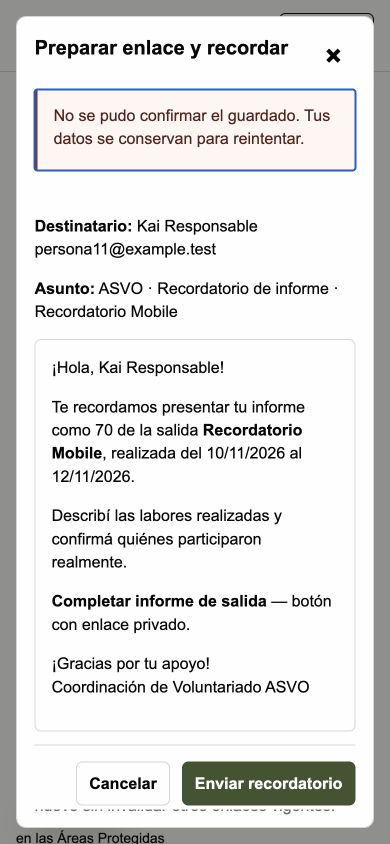 Preparar enlace y recordar
×
No se pudo confirmar el guardado. Tus
datos se conservan para reintentar.
Destinatario: Kai Responsable
persona11@example.test
Asunto: ASVO · Recordatorio de informe ·
Recordatorio Mobile
¡Hola, Kai Responsable!
Te recordamos presentar tu informe
como 70 de la salida Recordatorio
Mobile, realizada del 10/11/2026 al
12/11/2026.
Describí las labores realizadas y
confirmá quiénes participaron
realmente.
Completar informe de salida — botón
con enlace privado.
¡Gracias por tu apoyo!
Coordinación de Voluntariado ASVO
Cancelar
Enviar recordatorio
en las Áreas Protegidas